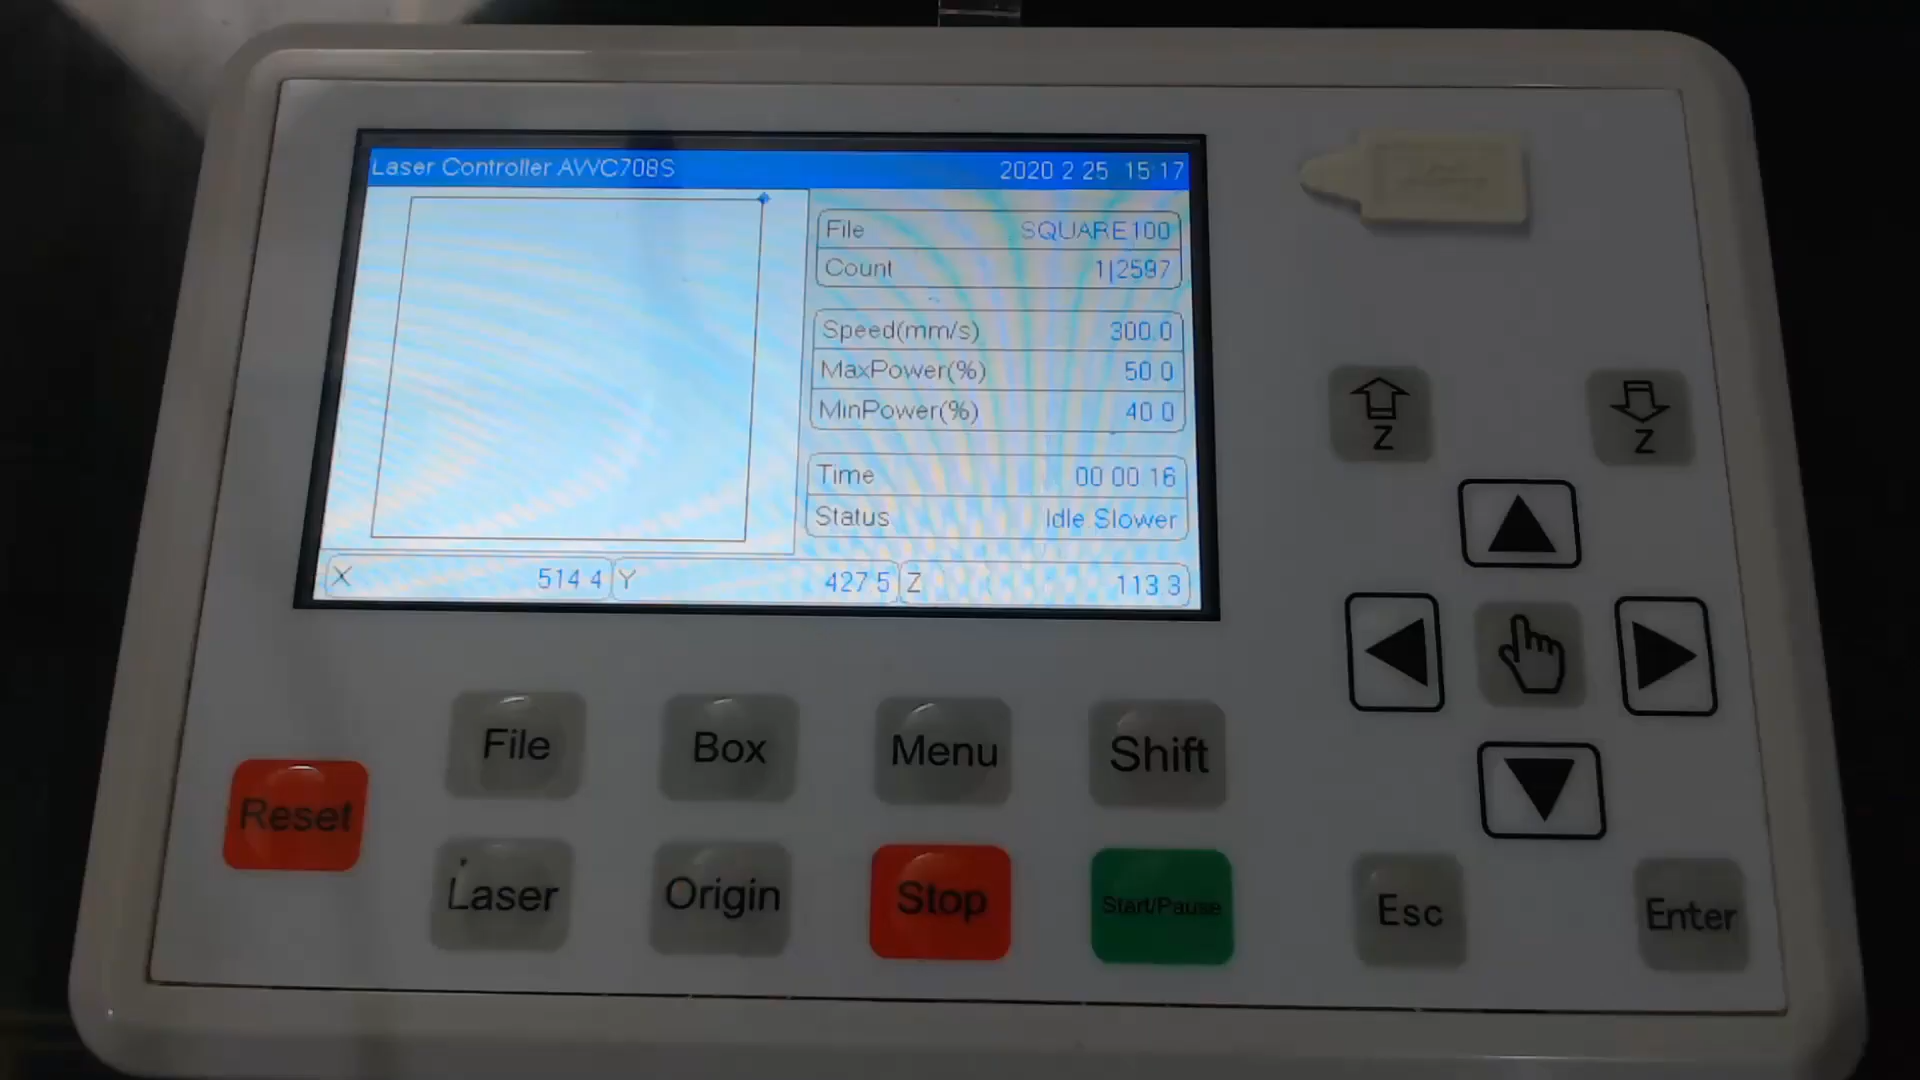 Laser Controller AWC708S 2020 2 25 15:17
File SQUARE100
Count 1|2597
Speed(mm/s) 300.0
MaxPower(%) 50.0
MinPower(%) 40.0
Time 00 00 16
Status Idle Slower
X 514.4 Y 427.5 Z 113.3
Z Z
File Box Menu Shift
Reset
Laser Origin Stop Start/Pause Esc Enter